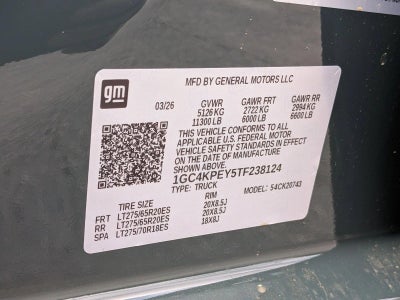 gm
MFD BY GENERAL MOTORS LLC
03/26 GVWR GAWR FRT GAWR RR
5126 KG 2722 KG 2994 KG
11300 LB 6000 LB 6600 LB
THIS VEHICLE CONFORMS TO ALL
APPLICABLE U.S. FEDERAL MOTOR
VEHICLE SAFETY STANDARDS IN EFFECT
ON THE DATE OF MANUFACTURE
SHOWN ABOVE.
1GC4KPEY5TF238124
TYPE: TRUCK MODEL: 54CK20743
TIRE SIZE RIM
FRT LT275/65R20ES 20X8.5J
RR LT275/65R20ES 20X8.5J
SPA LT275/70R18ES 18X8J